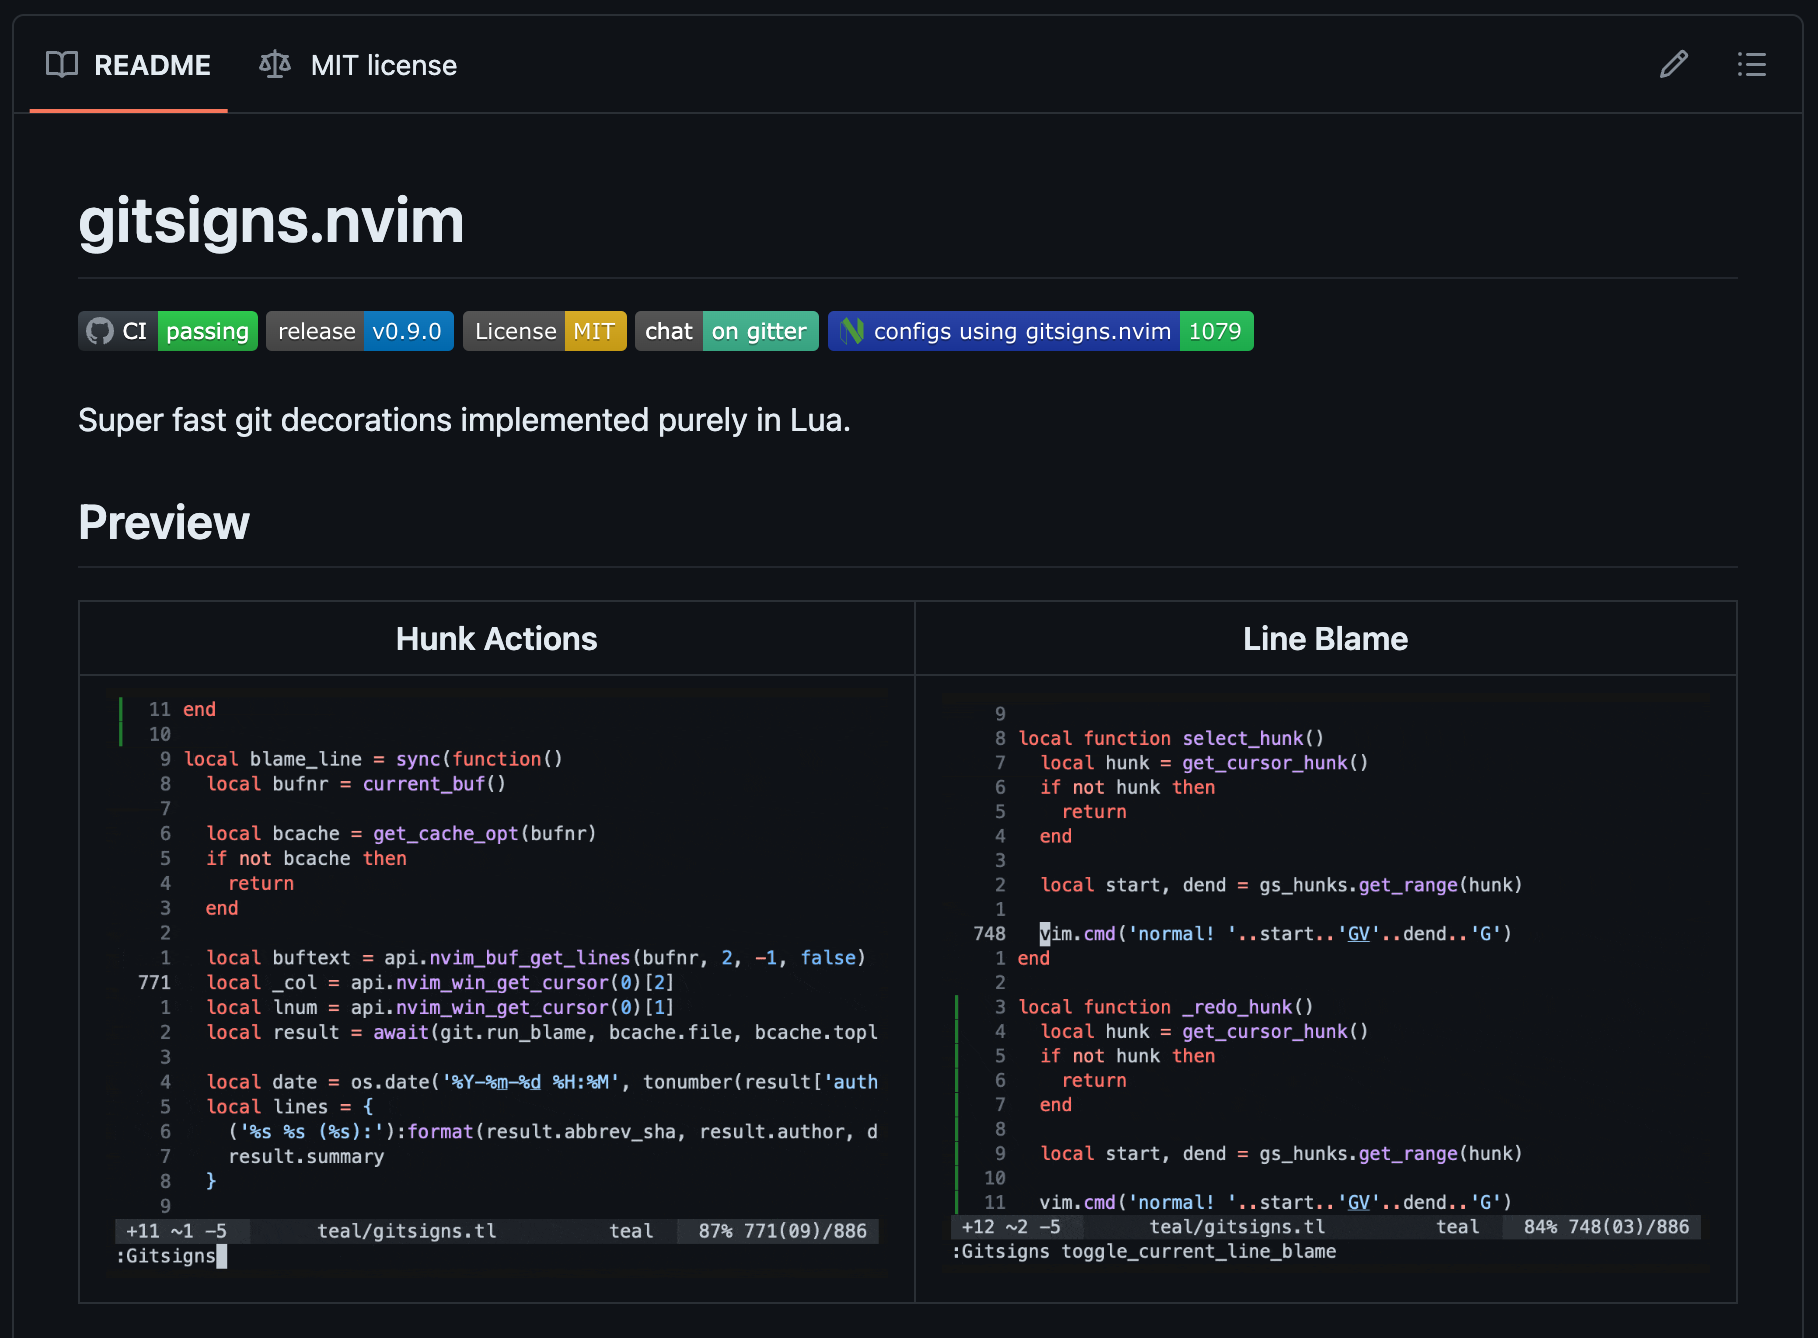 README MIT license
gitsigns.nvim
CI passing release v0.9.0 License MIT chat on gitter configs using gitsigns.nvim 1079
Super fast git decorations implemented purely in Lua.
Preview
Hunk Actions
11 end
10
9 local blame_line = sync(function()
8 local bufnr = current_buf()
7
6 local bcache = get_cache_opt(bufnr)
5 if not bcache then
4 return
3 end
2
1 local buftext = api.nvim_buf_get_lines(bufnr, 2, -1, false)
771 local _col = api.nvim_win_get_cursor(0)[2]
1 local lnum = api.nvim_win_get_cursor(0)[1]
2 local result = await(git.run_blame, bcache.file, bcache.topl
3
4 local date = os.date('%Y-%m-%d %H:%M', tonumber(result['auth
5 local lines = {
6 ('%s %s (%s):'):format(result.abbrev_sha, result.author, d
7 result.summary
8 }
9
+11 ~1 -5 teal/gitsigns.tl teal 87% 771(09)/886
:Gitsigns
Line Blame
9
8 local function select_hunk()
7 local hunk = get_cursor_hunk()
6 if not hunk then
5 return
4 end
3
2 local start, dend = gs_hunks.get_range(hunk)
1
748 vim.cmd('normal! '..start..'GV'..dend..'G')
1 end
2
3 local function _redo_hunk()
4 local hunk = get_cursor_hunk()
5 if not hunk then
6 return
7 end
8
9 local start, dend = gs_hunks.get_range(hunk)
10
11 vim.cmd('normal! '..start..'GV'..dend..'G')
+12 ~2 -5 teal/gitsigns.tl teal 84% 748(03)/886
:Gitsigns toggle_current_line_blame